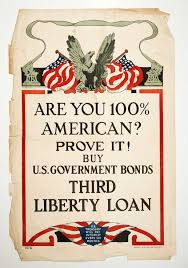 ARE YOU 100%
AMERICAN?
PROVE IT!
BUY
U.S. GOVERNMENT BONDS
THIRD
LIBERTY LOAN